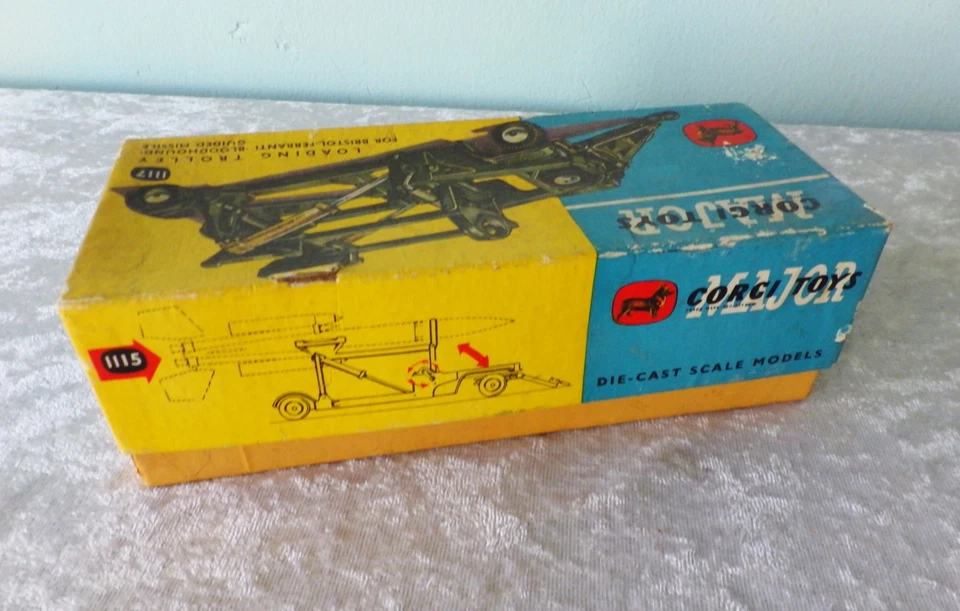 LOADING TROLLEY
FOR BRISTOL-FERRANTI
"BLOODHOUND"
GUIDED MISSILE
1117
CORGI TOYS
MAJOR
1115
CORGI TOYS
MAJOR
DIE-CAST SCALE MODELS